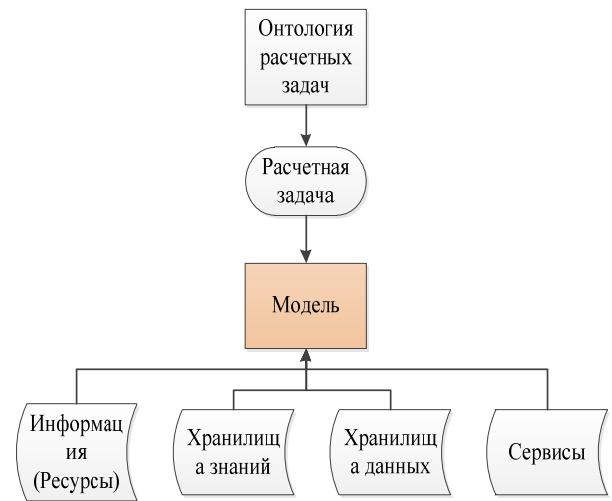 Онтология
расчетных
задач
Расчетная
задача
Модель
Информац
ия
(Ресурсы)
Хранилищ
а знаний
Хранилищ
а данных
Сервисы